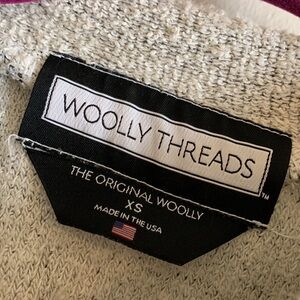 WOOLLY THREADS
™
THE ORIGINAL WOOLLY
XS
MADE IN THE USA